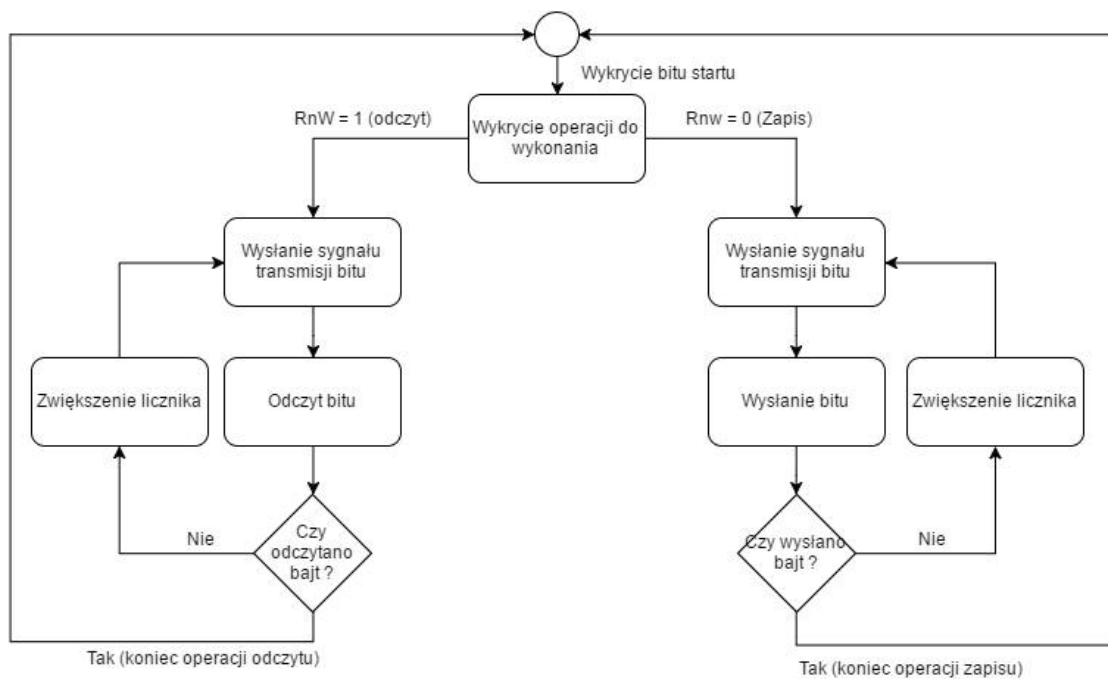 Wykrycie bitu startu
RnW = 1 (odczyt)
Wykrycie operacji do
wykonania
Rnw = 0 (Zapis)
Wysłanie sygnału
transmisji bitu
Wysłanie sygnału
transmisji bitu
Zwiększenie licznika
Odczyt bitu
Wysłanie bitu
Zwiększenie licznika
Nie
Czy
odczytano
bajt ?
Czy wysłano
bajt ?
Nie
Tak (koniec operacji odczytu)
Tak (koniec operacji zapisu)